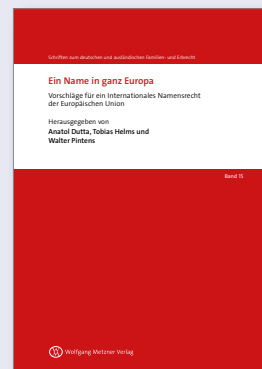 Schriften zum deutschen und ausländischen Familien- und Erbrecht
Ein Name in ganz Europa
Vorschläge für ein Internationales Namensrecht
der Europäischen Union
Herausgegeben von
Anatol Dutta, Tobias Helms und
Walter Pintens
Band 15
Wolfgang Metzner Verlag